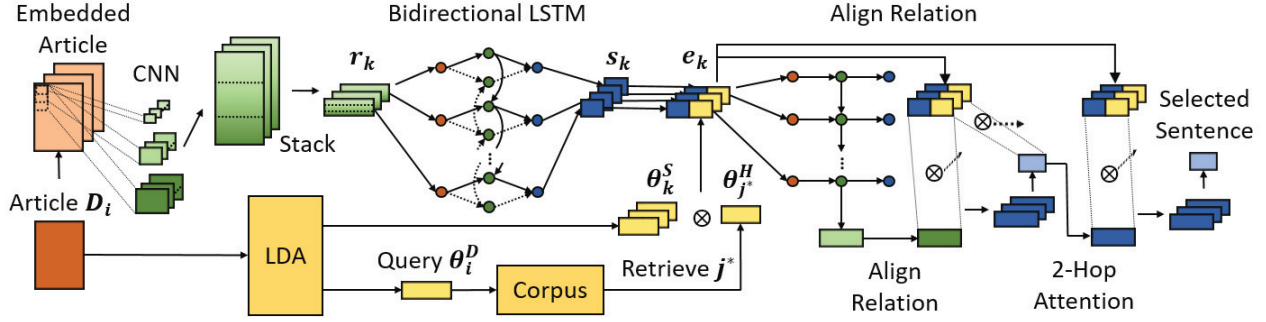 Embedded
Article
CNN
Stack
Article D_i
Bidirectional LSTM
r_k
s_k
e_k
Align Relation
Selected
Sentence
θ_k^S
⊗
θ_{j*}^H
LDA
Query θ_i^D
Corpus
Retrieve j*
Align
Relation
2-Hop
Attention